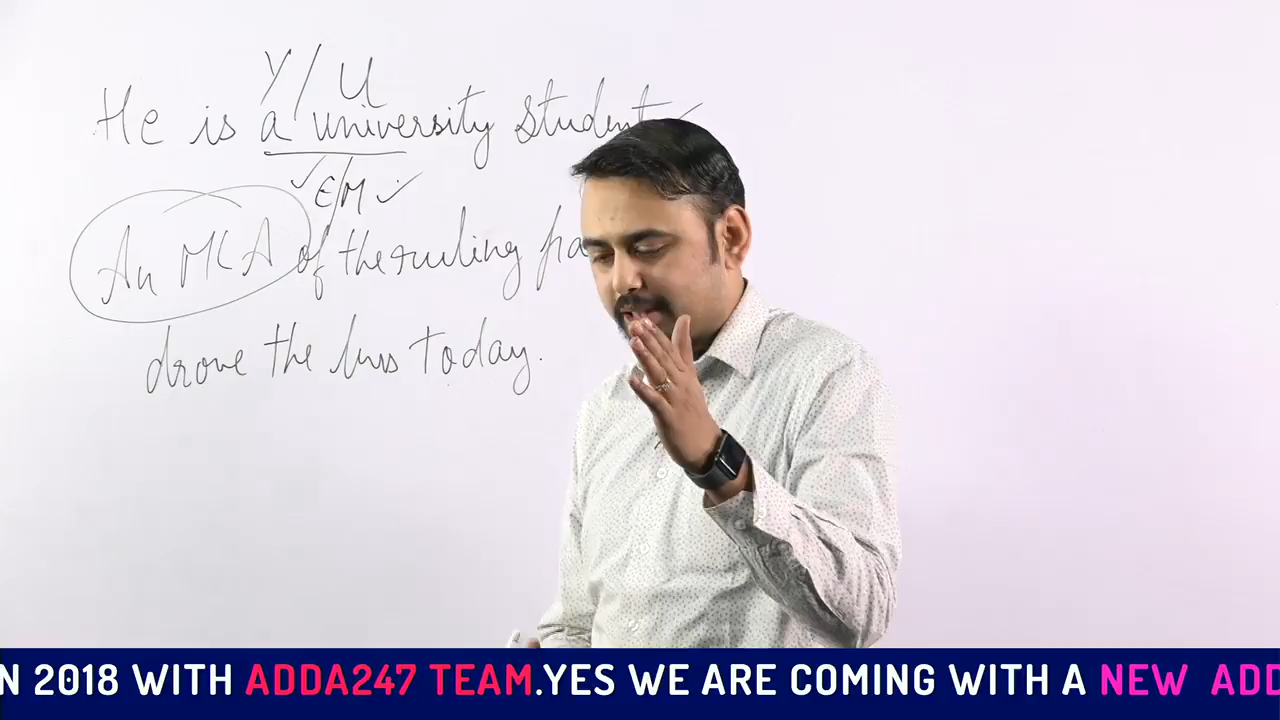 Y/U
He is a university student
E/M
An MLA of the ruling pa
drove the bus today.
N 2018 WITH ADDA247 TEAM.YES WE ARE COMING WITH A NEW ADD